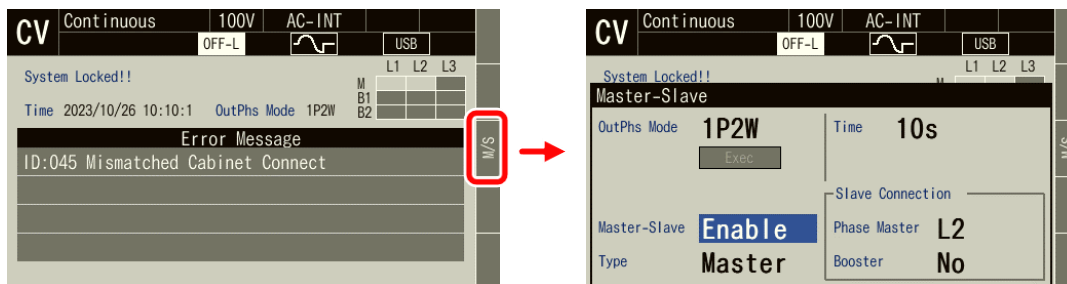 CV Continuous 100V AC-INT
OFF-L USB
L1 L2 L3
System Locked!!
M
B1
Time 2023/10/26 10:10:1 OutPhs Mode 1P2W B2
Error Message
ID:045 Mismatched Cabinet Connect
M/S
CV Continuous 100V AC-INT
OFF-L USB
L1 L2 L3
System Locked!!
Master-Slave
OutPhs Mode 1P2W Time 10s
Exec
Slave Connection
Master-Slave Enable Phase Master L2
Type Master Booster No